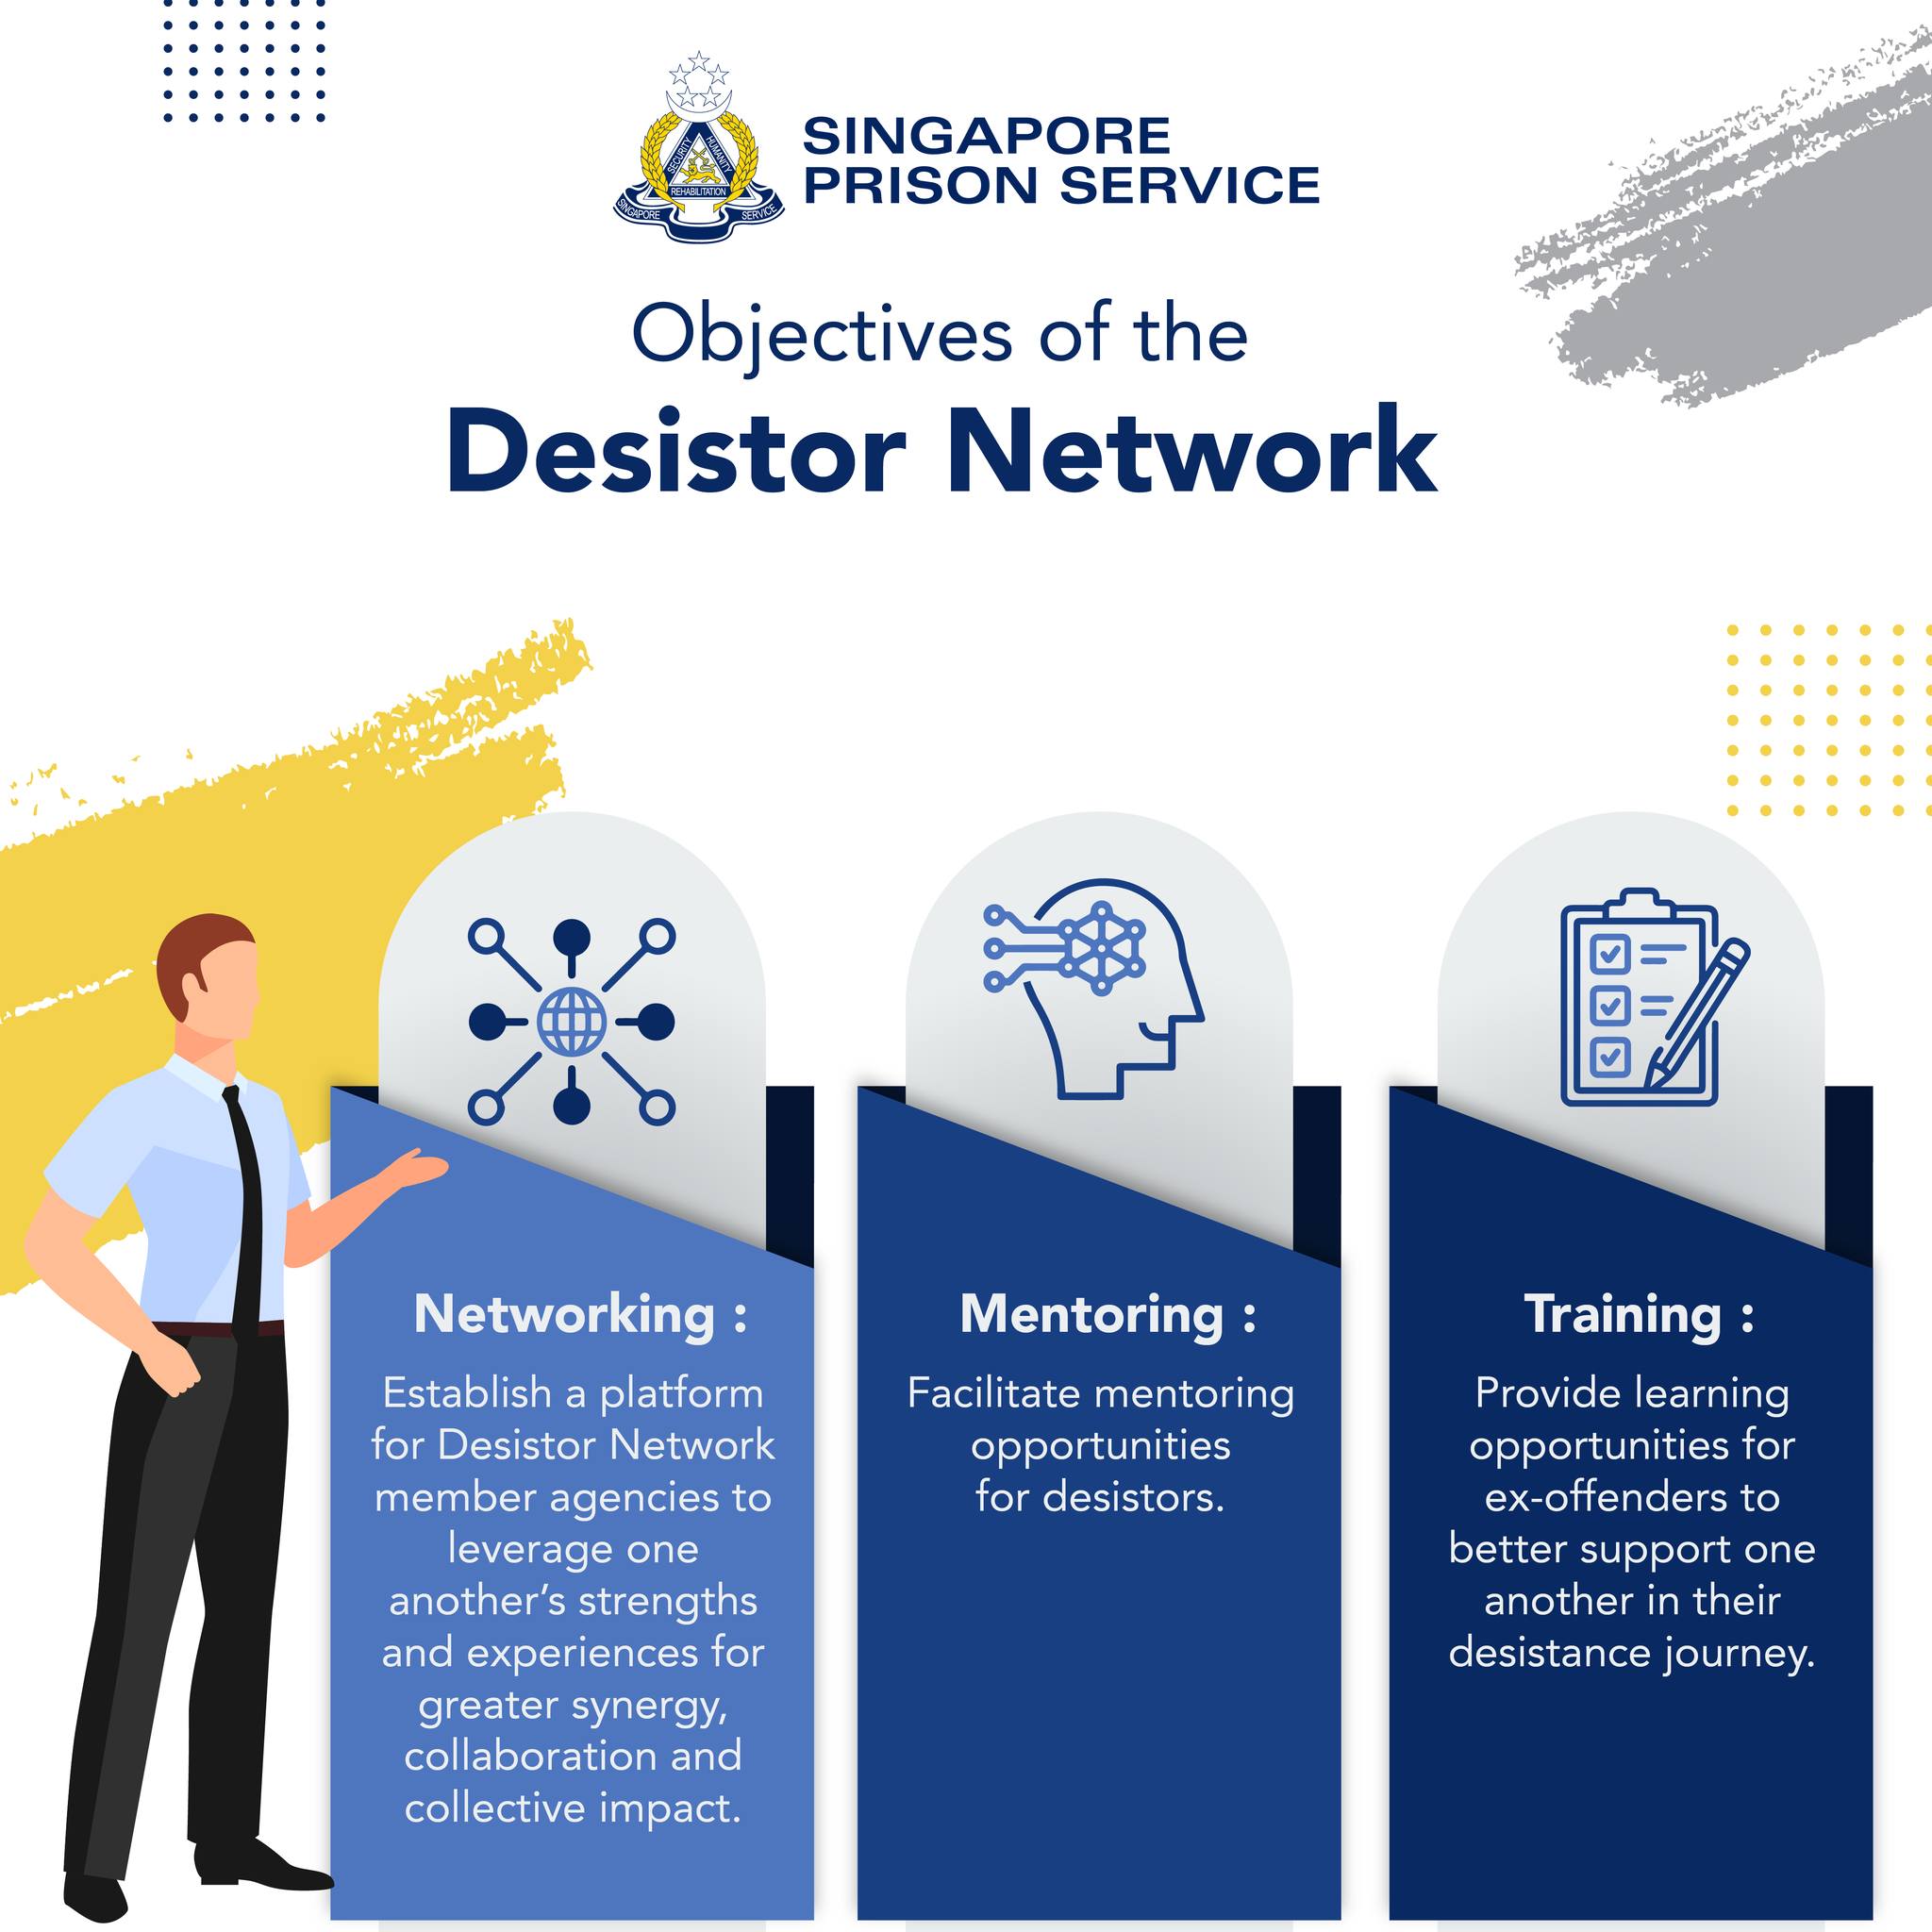 SECURITY
HUMANITY
REHABILITATION
SINGAPORE
SERVICE
SINGAPORE
PRISON SERVICE
Objectives of the
Desistor Network
Networking :
Establish a platform
for Desistor Network
member agencies to
leverage one
another’s strengths
and experiences for
greater synergy,
collaboration and
collective impact.
Mentoring :
Facilitate mentoring
opportunities
for desistors.
Training :
Provide learning
opportunities for
ex-offenders to
better support one
another in their
desistance journey.